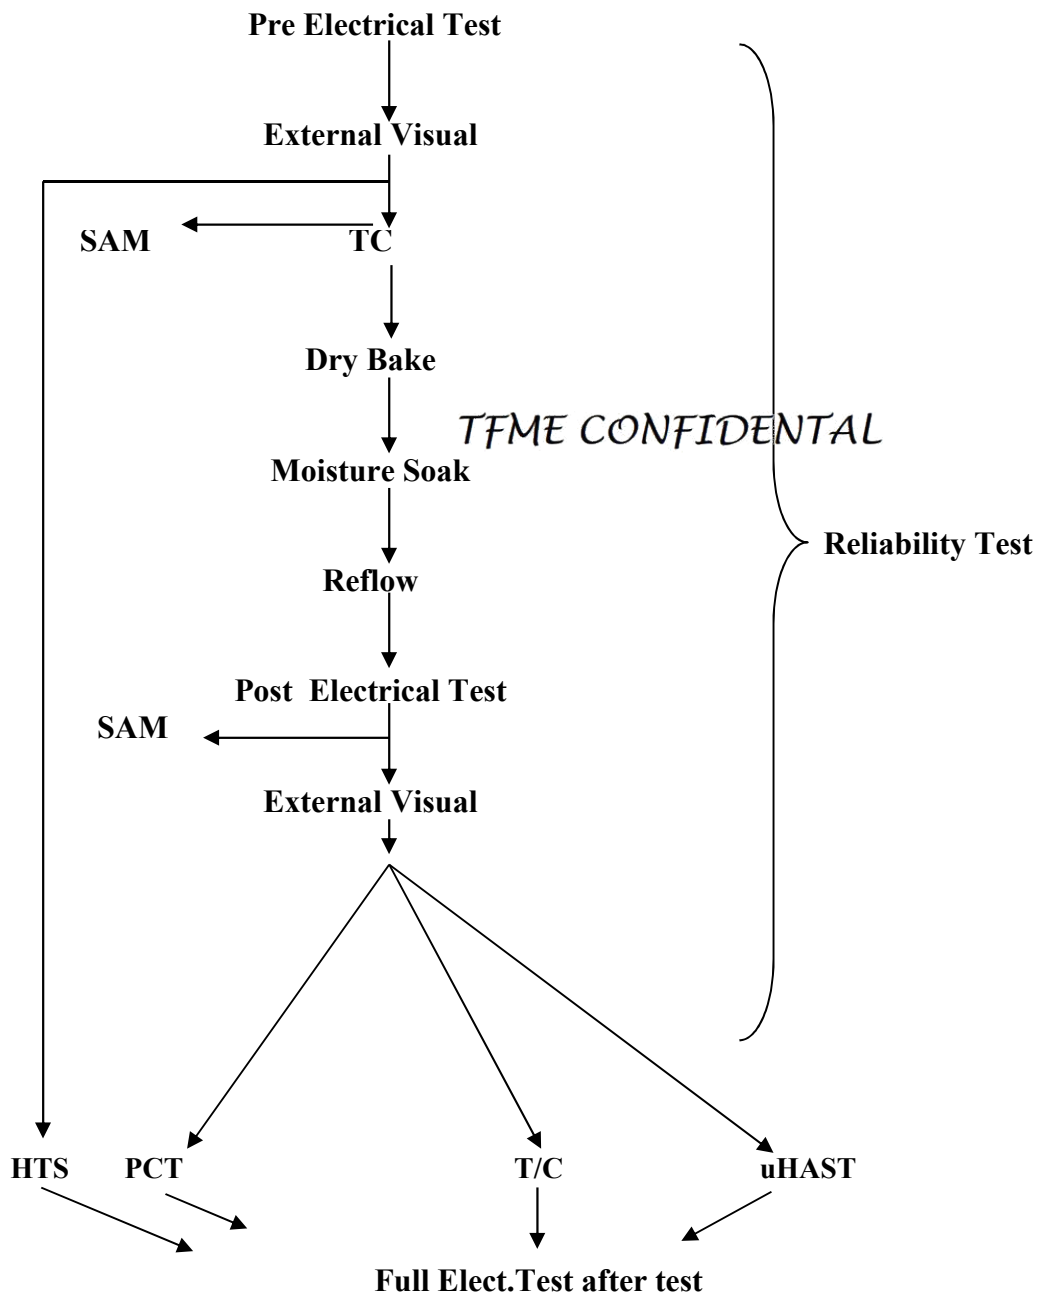 Pre Electrical Test
External Visual
SAM
TC
Dry Bake
TFME CONFIDENTAL
Moisture Soak
Reliability Test
Reflow
Post  Electrical Test
SAM
External Visual
HTS
PCT
T/C
uHAST
Full Elect.Test after test